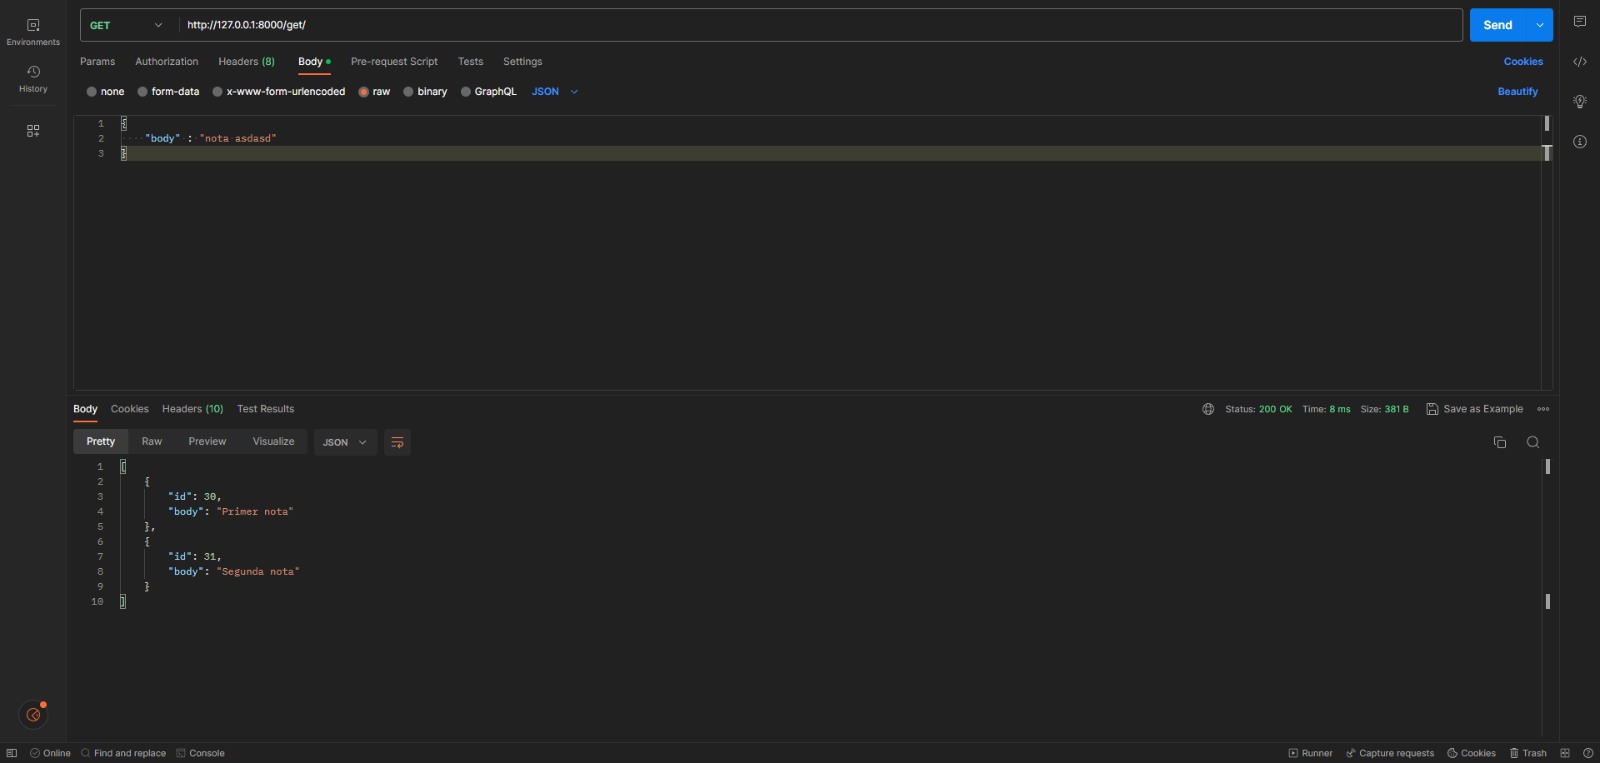 GET http://127.0.0.1:8000/get/ Send
Environments
Params Authorization Headers (8) Body Pre-request Script Tests Settings Cookies
History
none form-data x-www-form-urlencoded raw binary GraphQL JSON Beautify
1 {
2 "body" : "nota asdasd"
3 }
Body Cookies Headers (10) Test Results Status: 200 OK Time: 8 ms Size: 381 B Save as Example
Pretty Raw Preview Visualize JSON
1 [
2 {
3 "id": 30,
4 "body": "Primer nota"
5 },
6 {
7 "id": 31,
8 "body": "Segunda nota"
9 }
10 ]
Online Find and replace Console Runner Capture requests Cookies Trash